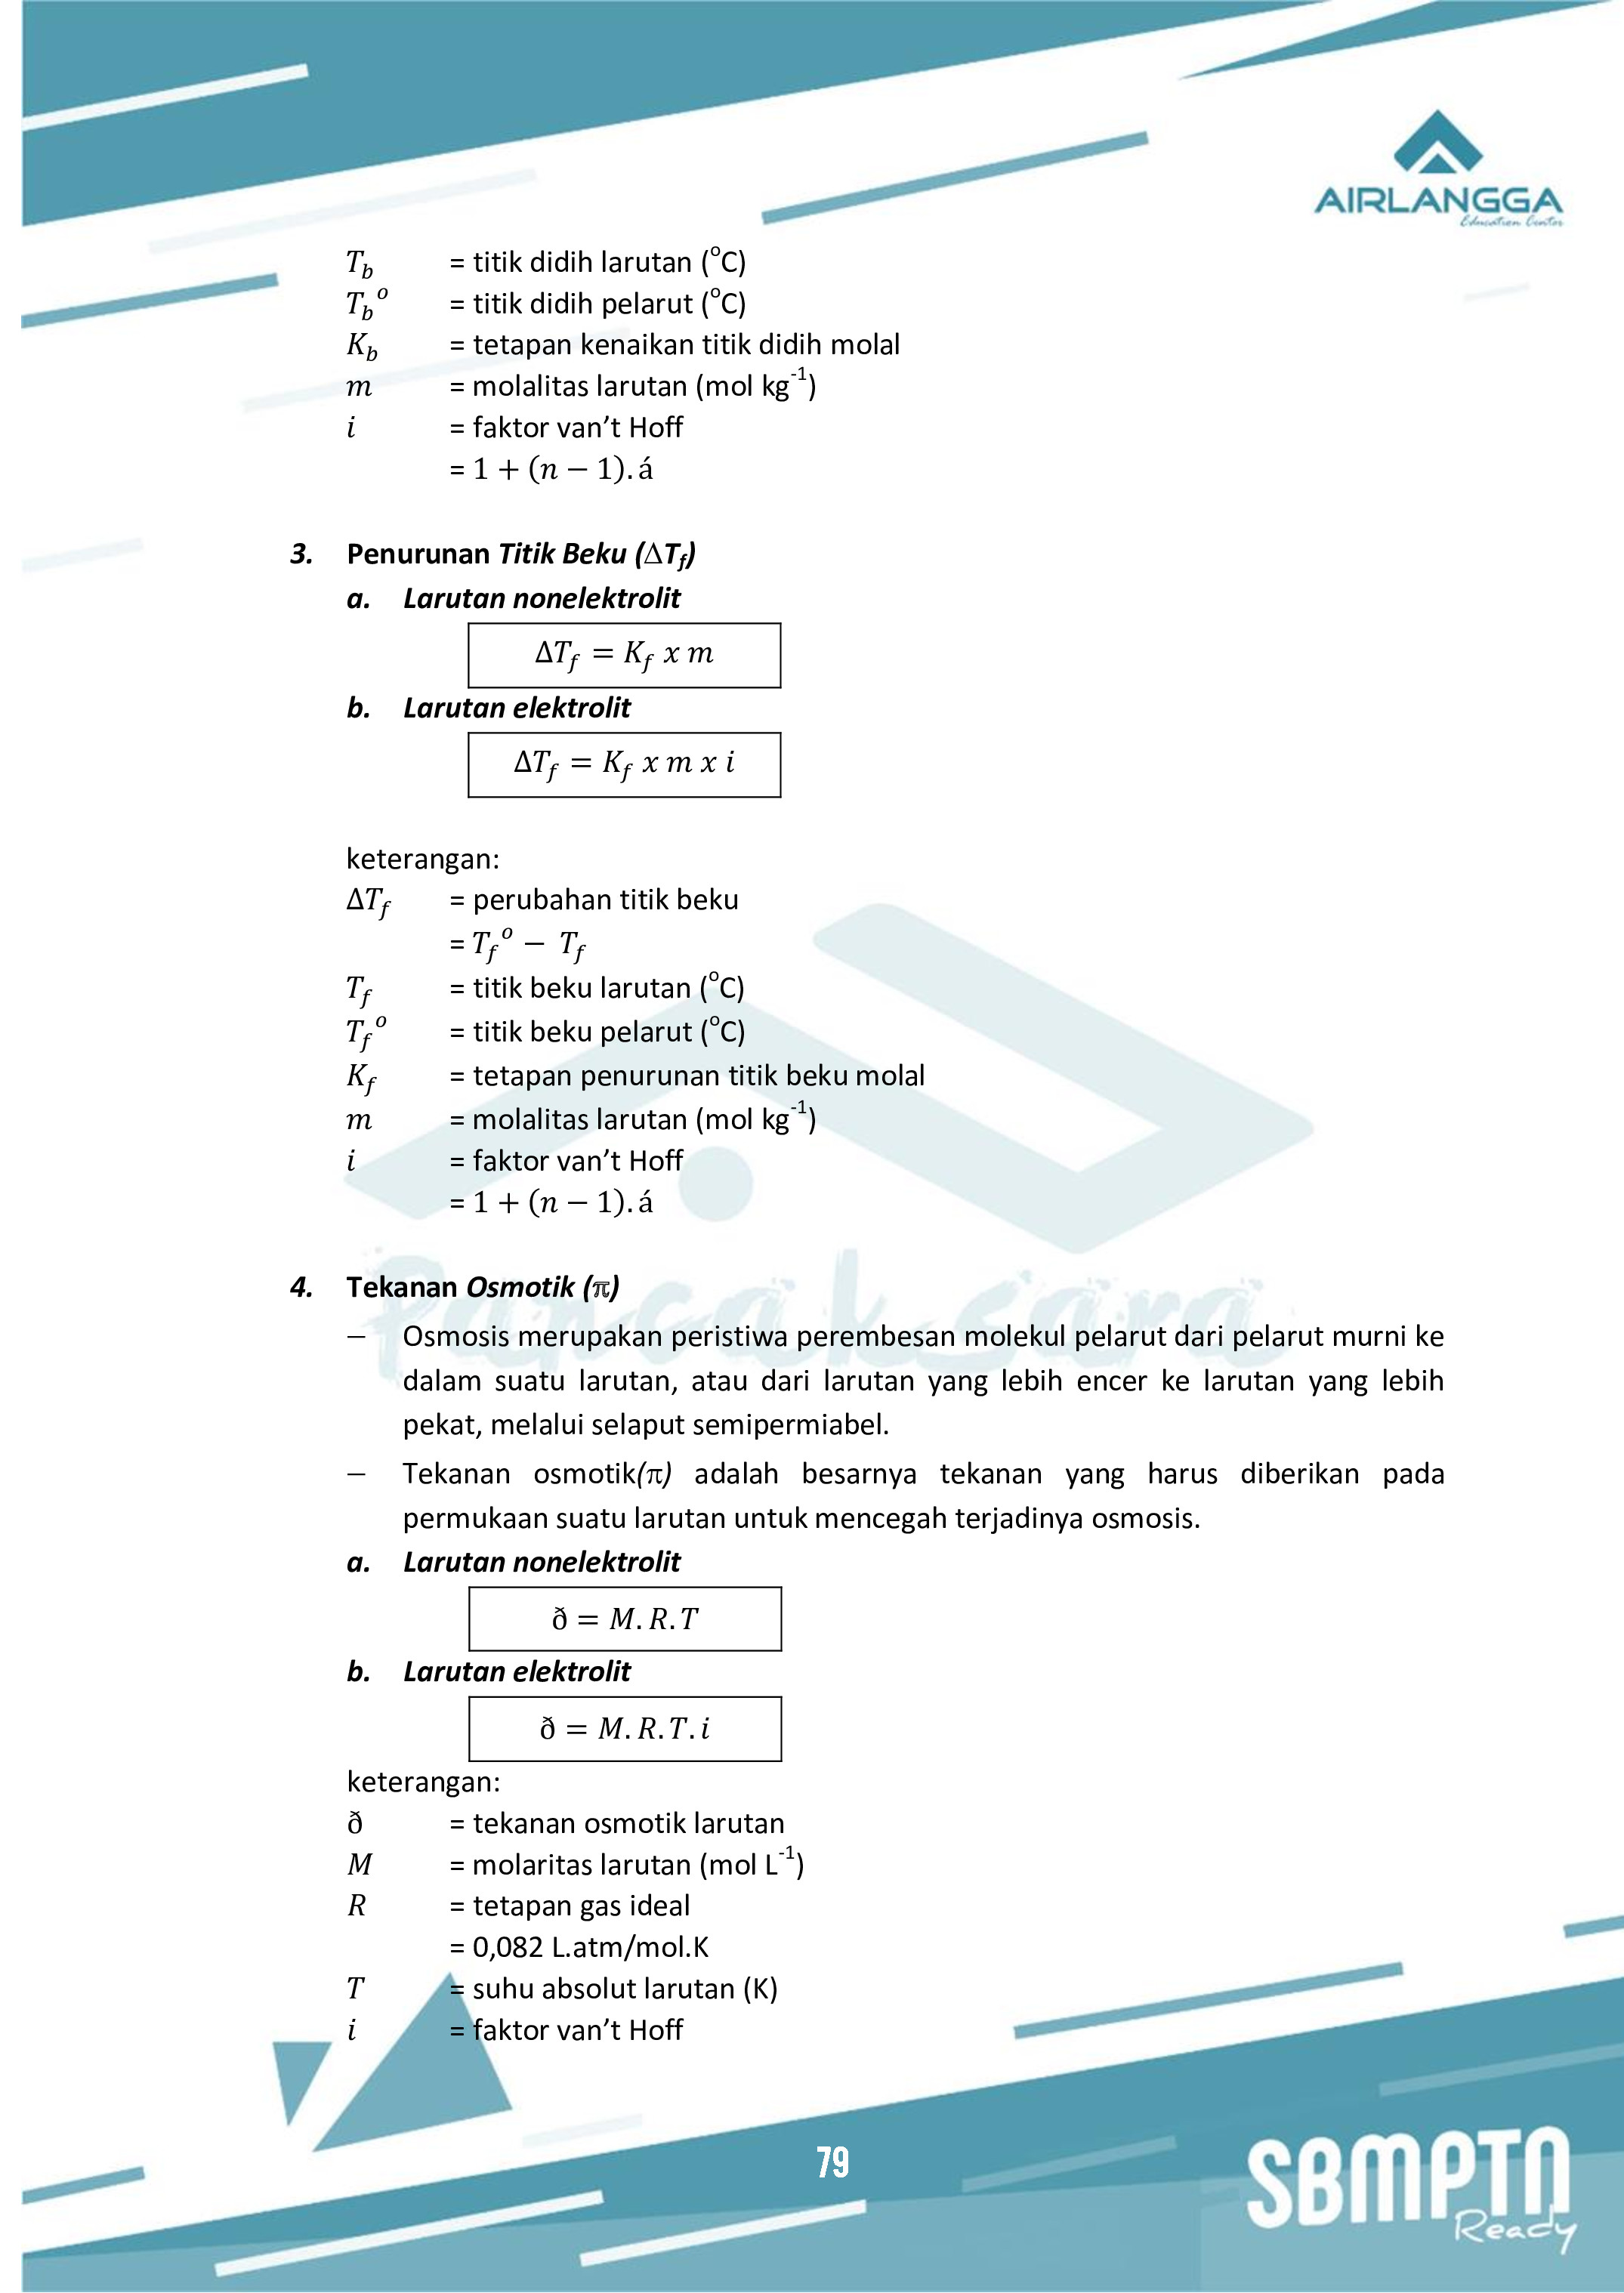 AIRLANGGA
Education Center
T_b = titik didih larutan (°C)
T_b^o = titik didih pelarut (°C)
K_b = tetapan kenaikan titik didih molal
m = molalitas larutan (mol kg^-1)
i = faktor van’t Hoff
= 1 + (n − 1). á
3. Penurunan Titik Beku (∆T_f)
a. Larutan nonelektrolit
∆T_f = K_f x m
b. Larutan elektrolit
∆T_f = K_f x m x i
keterangan:
∆T_f = perubahan titik beku
= T_f^o − T_f
T_f = titik beku larutan (°C)
T_f^o = titik beku pelarut (°C)
K_f = tetapan penurunan titik beku molal
m = molalitas larutan (mol kg^-1)
i = faktor van’t Hoff
= 1 + (n − 1). á
Pancaksara
4. Tekanan Osmotik (π)
− Osmosis merupakan peristiwa perembesan molekul pelarut dari pelarut murni ke
dalam suatu larutan, atau dari larutan yang lebih encer ke larutan yang lebih
pekat, melalui selaput semipermiabel.
− Tekanan osmotik(π) adalah besarnya tekanan yang harus diberikan pada
permukaan suatu larutan untuk mencegah terjadinya osmosis.
a. Larutan nonelektrolit
ð = M. R. T
b. Larutan elektrolit
ð = M. R. T. i
keterangan:
ð = tekanan osmotik larutan
M = molaritas larutan (mol L^-1)
R = tetapan gas ideal
= 0,082 L.atm/mol.K
T = suhu absolut larutan (K)
i = faktor van’t Hoff
79
SBMPTN
Ready